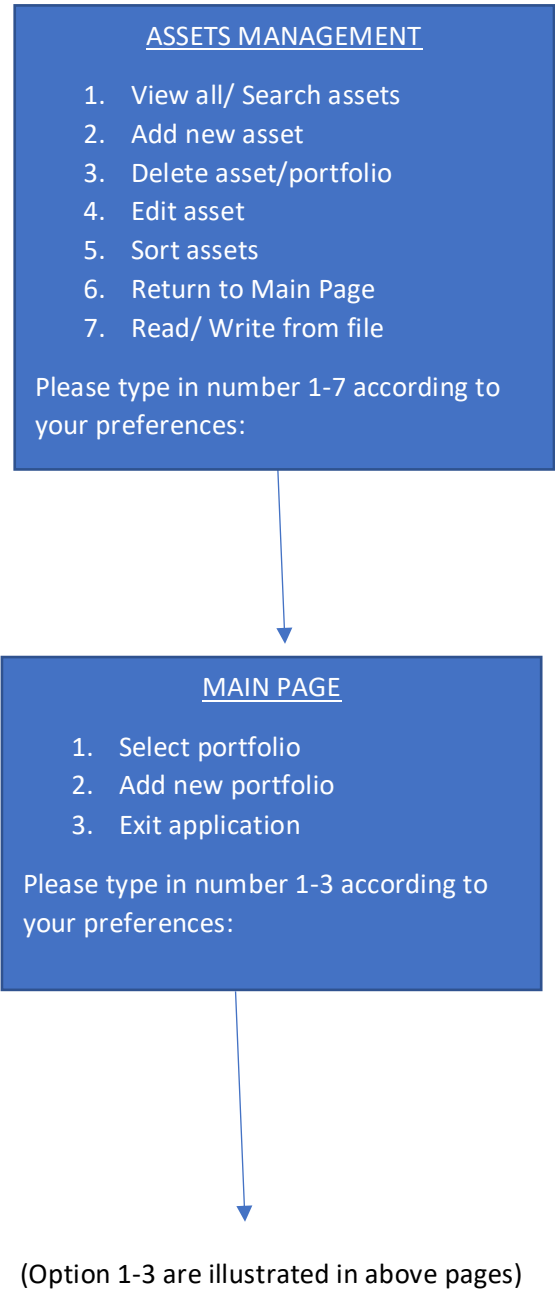 ASSETS MANAGEMENT
1. View all/ Search assets
2. Add new asset
3. Delete asset/portfolio
4. Edit asset
5. Sort assets
6. Return to Main Page
7. Read/ Write from file
Please type in number 1-7 according to
your preferences:
MAIN PAGE
1. Select portfolio
2. Add new portfolio
3. Exit application
Please type in number 1-3 according to
your preferences:
(Option 1-3 are illustrated in above pages)